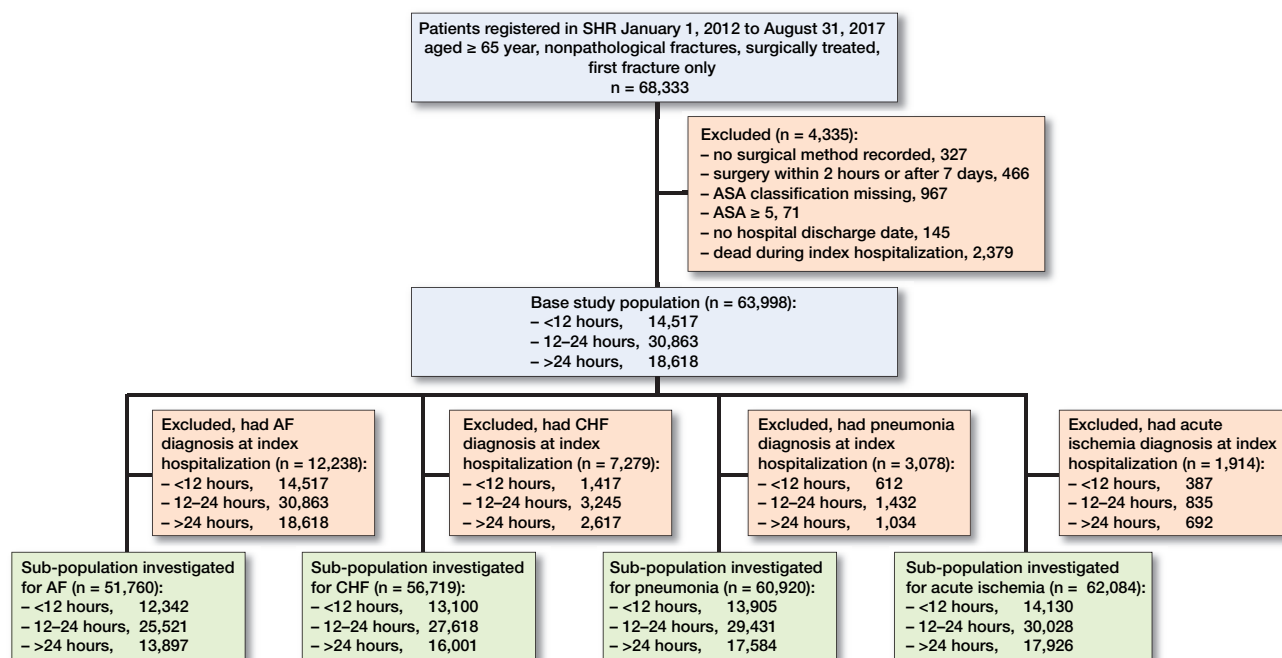 Patients registered in SHR January 1, 2012 to August 31, 2017
aged ≥ 65 year, nonpathological fractures, surgically treated,
first fracture only
n = 68,333
Excluded (n = 4,335):
– no surgical method recorded, 327
– surgery within 2 hours or after 7 days, 466
– ASA classification missing, 967
– ASA ≥ 5, 71
– no hospital discharge date, 145
– dead during index hospitalization, 2,379
Base study population (n = 63,998):
– <12 hours, 14,517
– 12–24 hours, 30,863
– >24 hours, 18,618
Excluded, had AF
diagnosis at index
hospitalization (n = 12,238):
– <12 hours, 14,517
– 12–24 hours, 30,863
– >24 hours, 18,618
Excluded, had CHF
diagnosis at index
hospitalization (n = 7,279):
– <12 hours, 1,417
– 12–24 hours, 3,245
– >24 hours, 2,617
Excluded, had pneumonia
diagnosis at index
hospitalization (n = 3,078):
– <12 hours, 612
– 12–24 hours, 1,432
– >24 hours, 1,034
Excluded, had acute
ischemia diagnosis at index
hospitalization (n = 1,914):
– <12 hours, 387
– 12–24 hours, 835
– >24 hours, 692
Sub-population investigated
for AF (n = 51,760):
– <12 hours, 12,342
– 12–24 hours, 25,521
– >24 hours, 13,897
Sub-population investigated
for CHF (n = 56,719):
– <12 hours, 13,100
– 12–24 hours, 27,618
– >24 hours, 16,001
Sub-population investigated
for pneumonia (n = 60,920):
– <12 hours, 13,905
– 12–24 hours, 29,431
– >24 hours, 17,584
Sub-population investigated
for acute ischemia (n = 62,084):
– <12 hours, 14,130
– 12–24 hours, 30,028
– >24 hours, 17,926